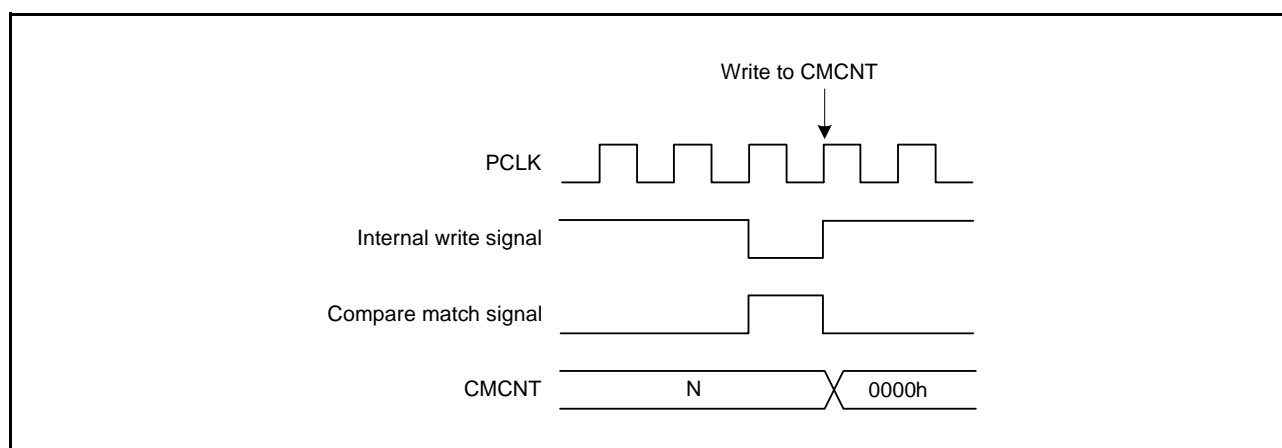 Write to CMCNT
PCLK
Internal write signal
Compare match signal
CMCNT N 0000h